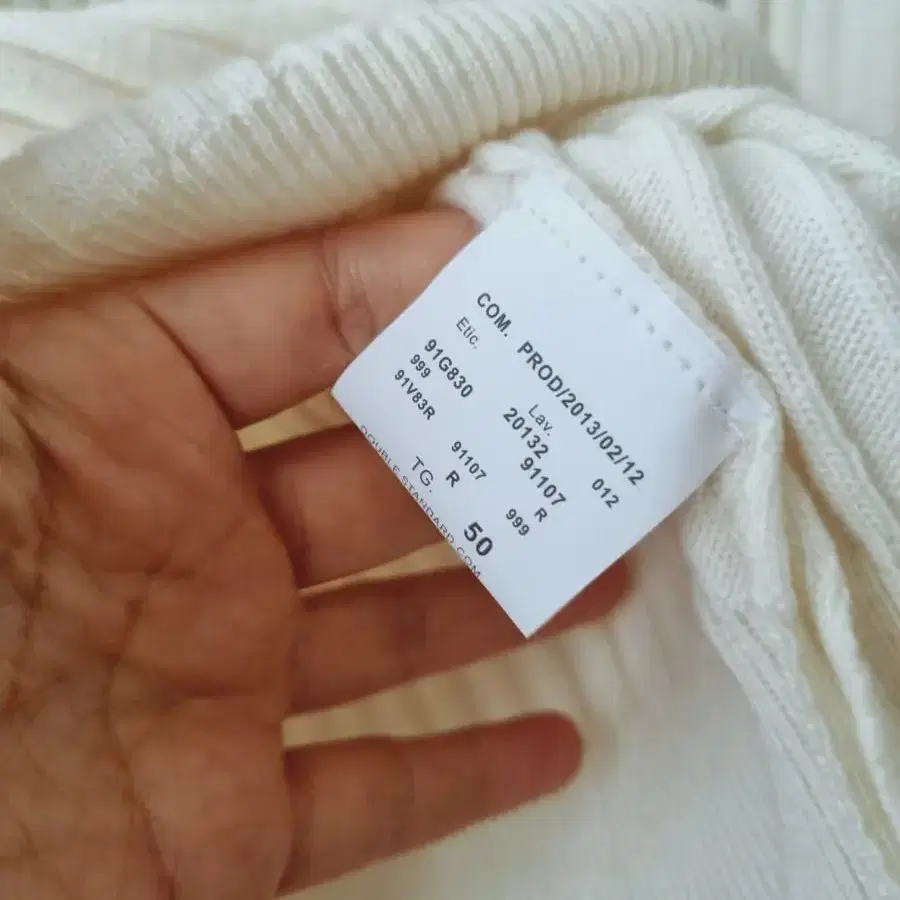 COM. PROD/2013/02/12
Etic. Lav. 012
20132
91G830 91107
999 R
91V83R 91107 999
R
TG. 50
DOUBLE STANDARD.COM